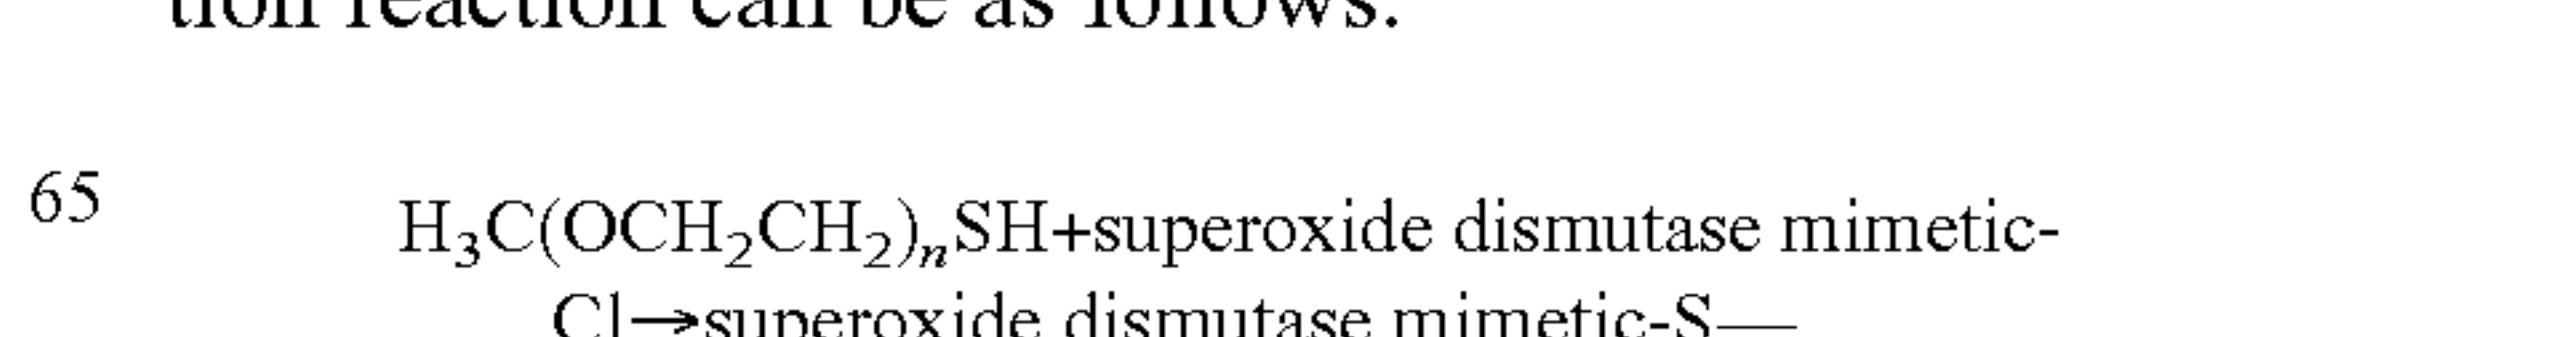 tion reaction can be as follows:
65
H₃C(OCH₂CH₂)ₙSH+superoxide dismutase mimetic-
Cl→superoxide dismutase mimetic-S—